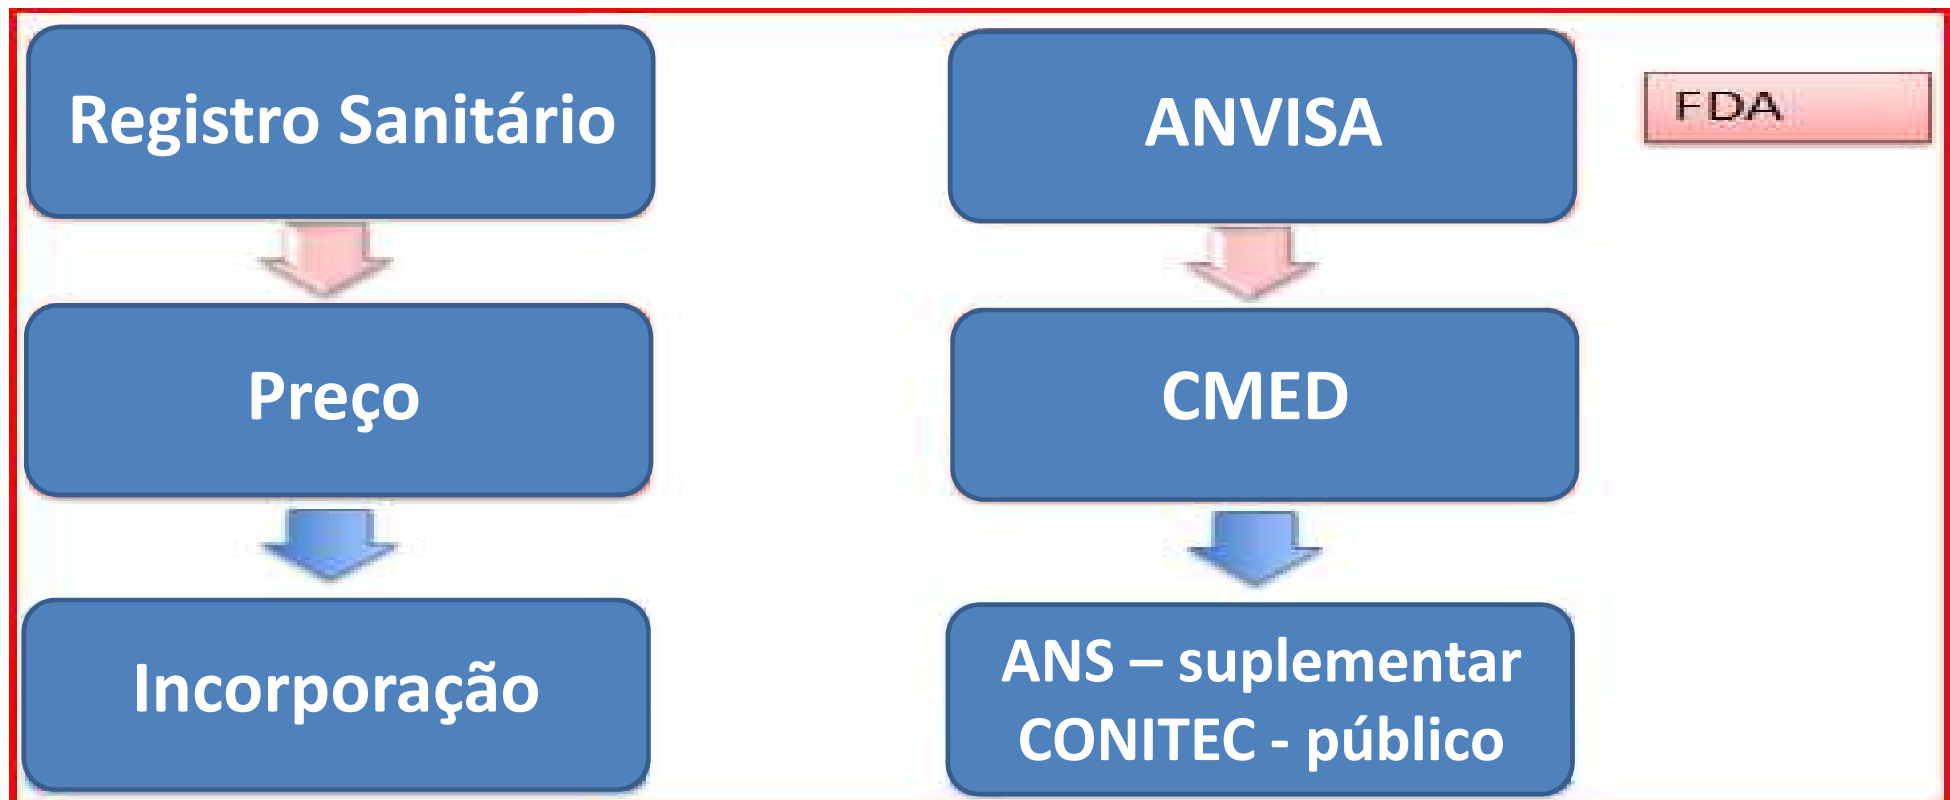 Registro Sanitário
ANVISA
FDA
Preço
CMED
Incorporação
ANS – suplementar
CONITEC - público